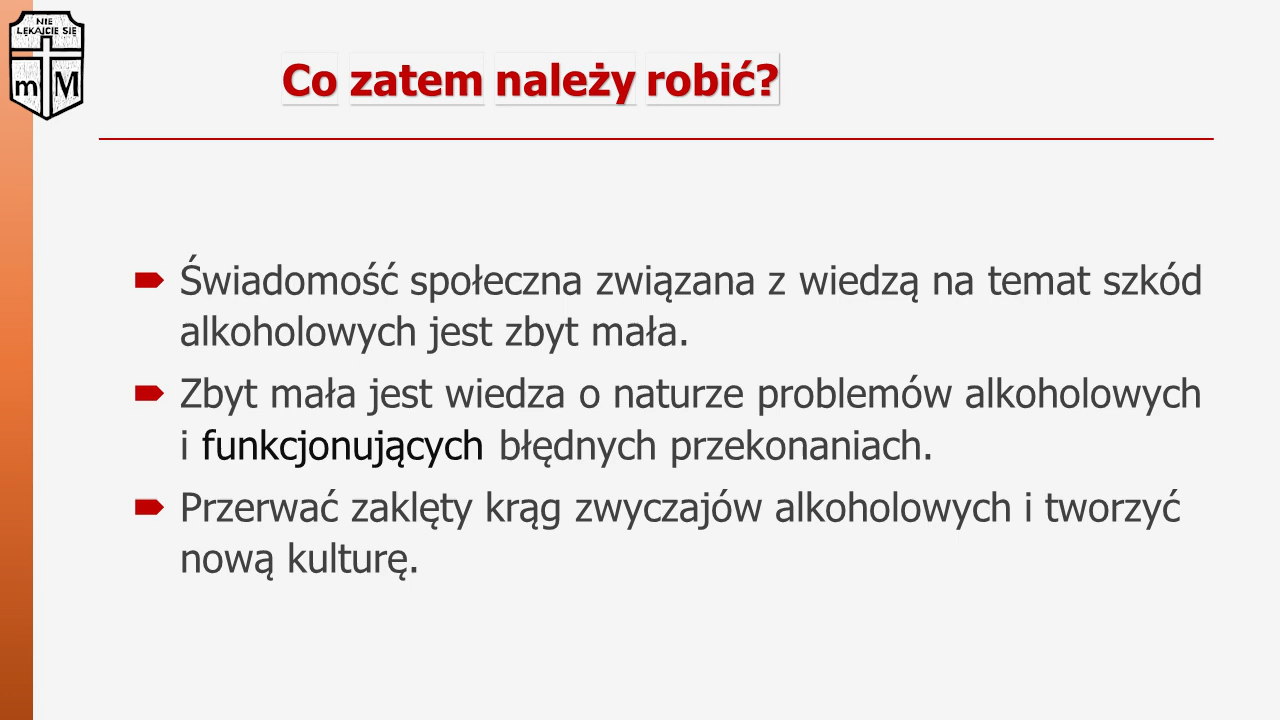 NIE
LĘKAJCIE SIĘ
m M
Co zatem należy robić?
Świadomość społeczna związana z wiedzą na temat szkód
alkoholowych jest zbyt mała.
Zbyt mała jest wiedza o naturze problemów alkoholowych
i funkcjonujących błędnych przekonaniach.
Przerwać zaklęty krąg zwyczajów alkoholowych i tworzyć
nową kulturę.